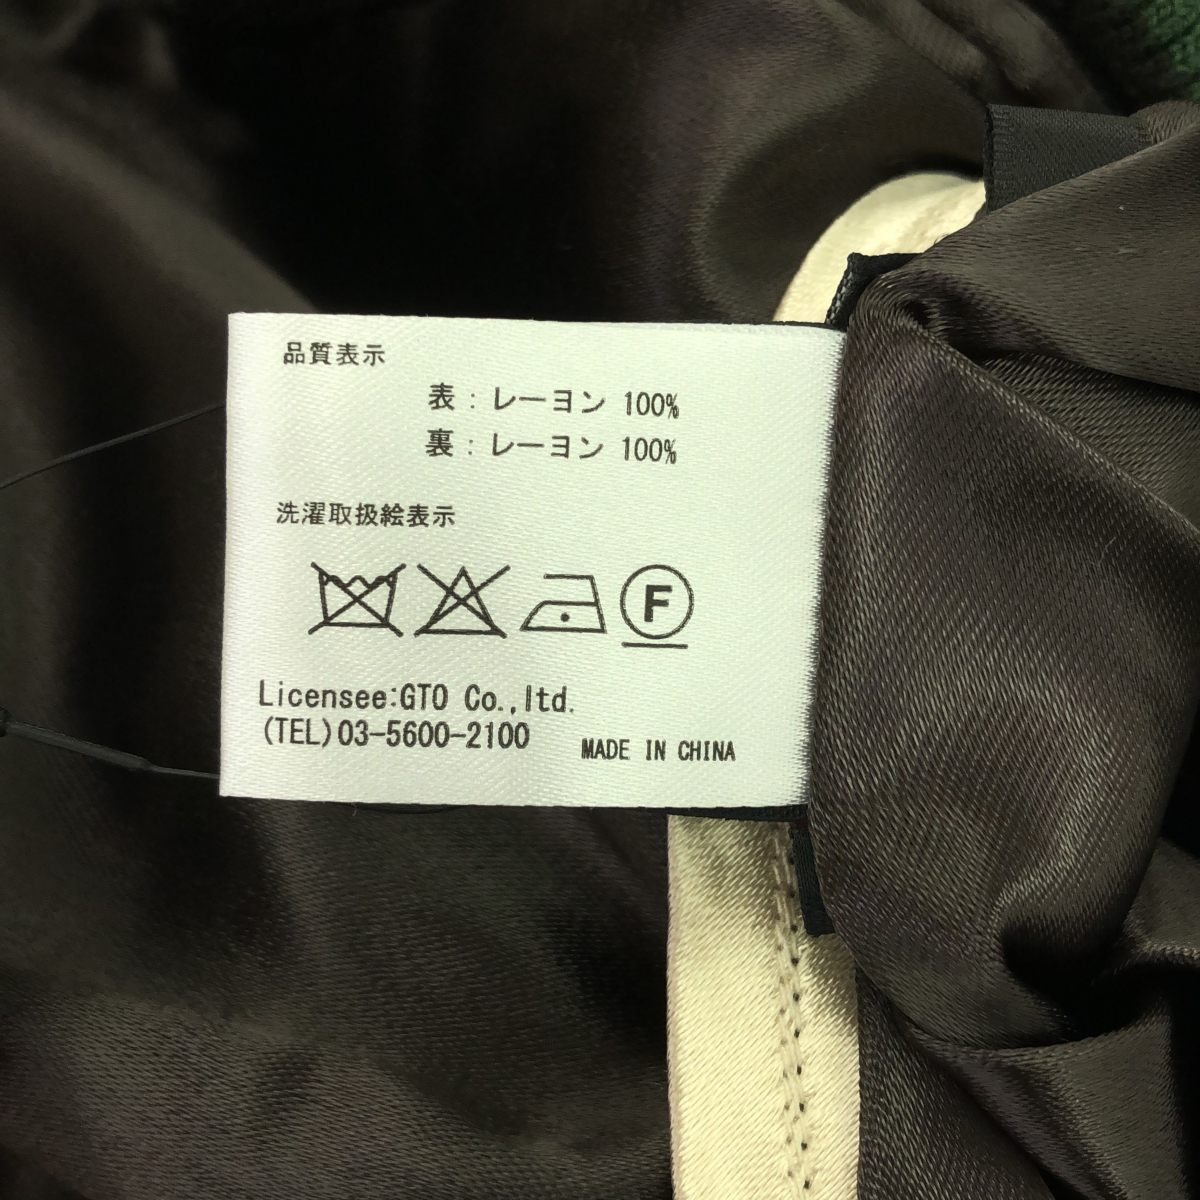 品質表示
表：レーヨン 100%
裏：レーヨン 100%
洗濯取扱絵表示
F
Licensee:GTO Co.,ltd.
(TEL)03-5600-2100
MADE IN CHINA